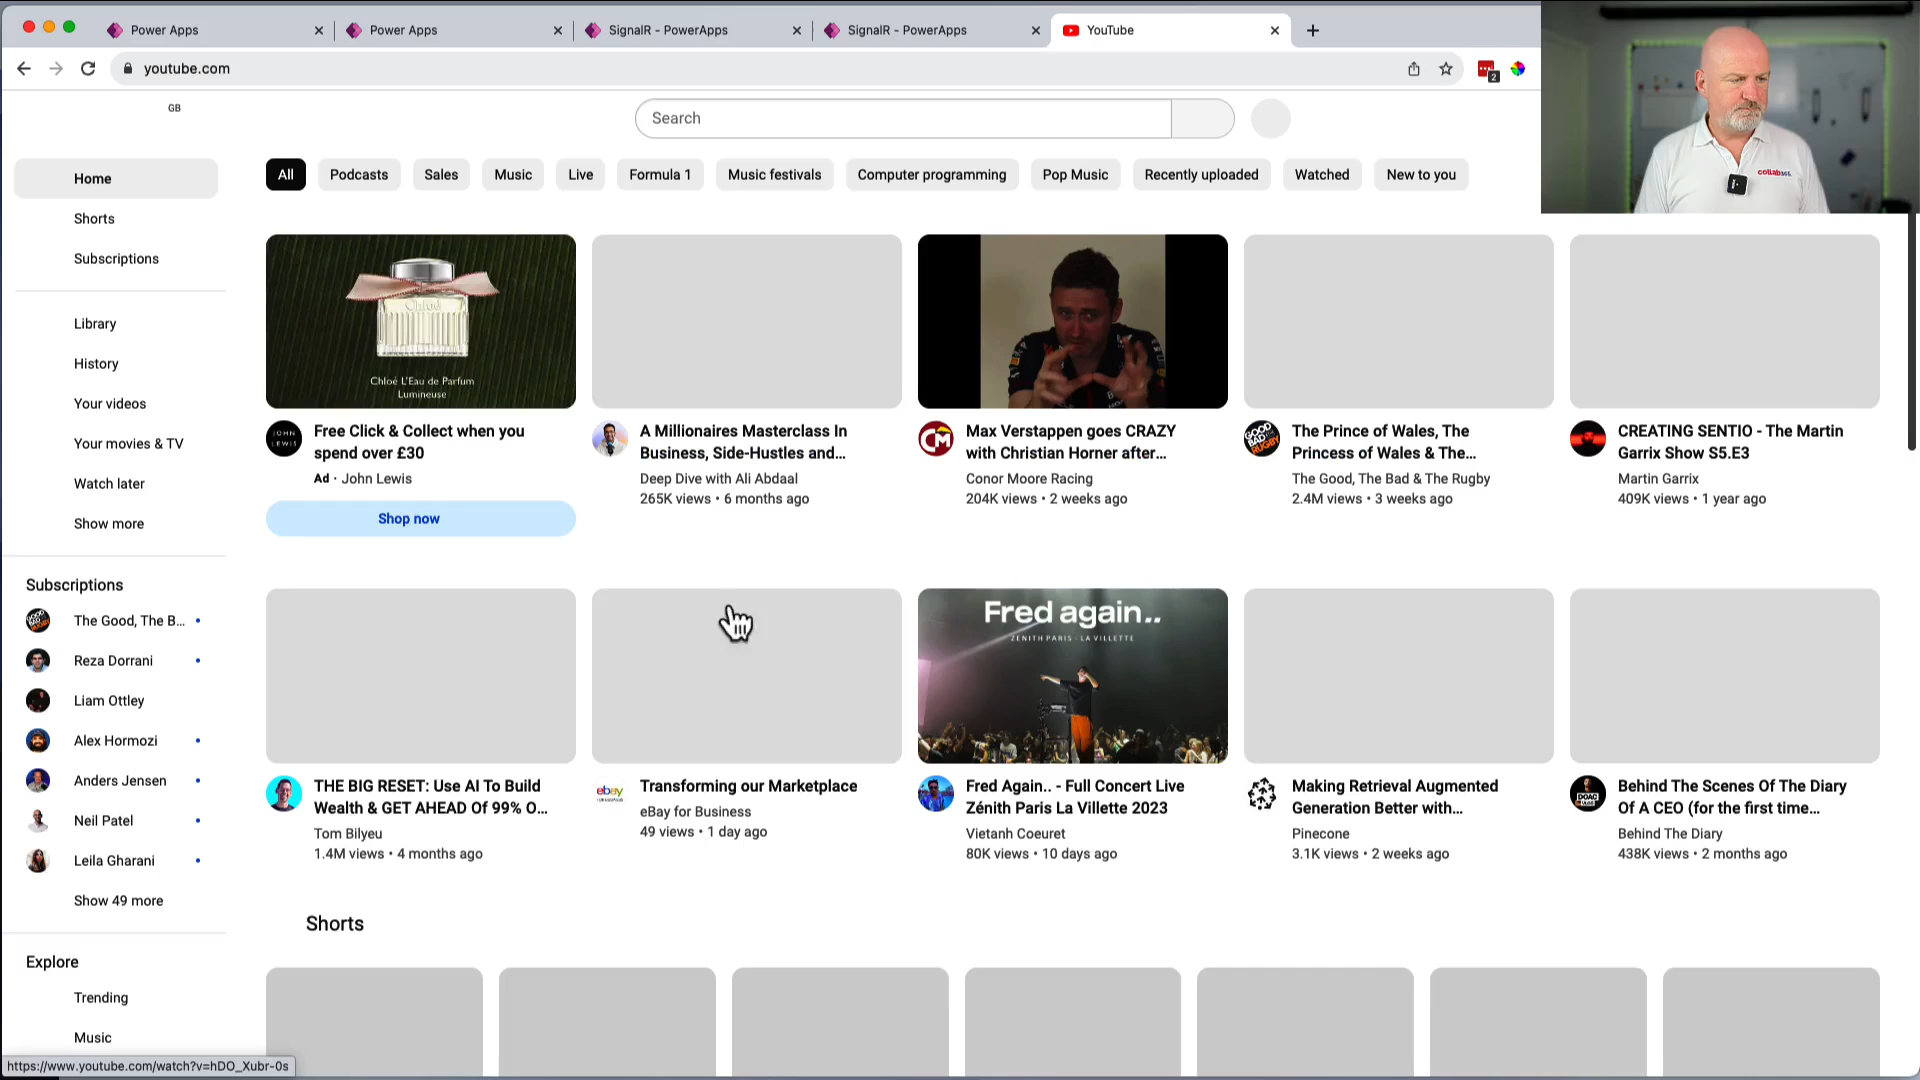 Power Apps
Power Apps
SignalR - PowerApps
SignalR - PowerApps
YouTube
youtube.com
2
GB
Search
collab365
Home
Shorts
Subscriptions
All
Podcasts
Sales
Music
Live
Formula 1
Music festivals
Computer programming
Pop Music
Recently uploaded
Watched
New to you
Library
History
Your videos
Your movies & TV
Watch later
Show more
Chloé
Chloé L'Eau de Parfum
Lumineuse
JOHN
LEWIS
Free Click & Collect when you
spend over £30
Ad · John Lewis
Shop now
A Millionaires Masterclass In
Business, Side-Hustles and...
Deep Dive with Ali Abdaal
265K views • 6 months ago
CM
Max Verstappen goes CRAZY
with Christian Horner after...
Conor Moore Racing
204K views • 2 weeks ago
GOOD
BAD
RUGBY
The Prince of Wales, The
Princess of Wales & The...
The Good, The Bad & The Rugby
2.4M views • 3 weeks ago
CREATING SENTIO - The Martin
Garrix Show S5.E3
Martin Garrix
409K views • 1 year ago
Subscriptions
The Good, The B...
Reza Dorrani
Liam Ottley
Alex Hormozi
Anders Jensen
Neil Patel
Leila Gharani
Show 49 more
THE BIG RESET: Use AI To Build
Wealth & GET AHEAD Of 99% O...
Tom Bilyeu
1.4M views • 4 months ago
ebay
Transforming our Marketplace
eBay for Business
49 views • 1 day ago
Fred again..
ZENITH PARIS - LA VILLETTE
Fred Again.. - Full Concert Live
Zénith Paris La Villette 2023
Vietanh Coeuret
80K views • 10 days ago
Making Retrieval Augmented
Generation Better with...
Pinecone
3.1K views • 2 weeks ago
DOAC
Behind The Scenes Of The Diary
Of A CEO (for the first time...
Behind The Diary
438K views • 2 months ago
Shorts
Explore
Trending
Music
https://www.youtube.com/watch?v=hDO_Xubr-0s